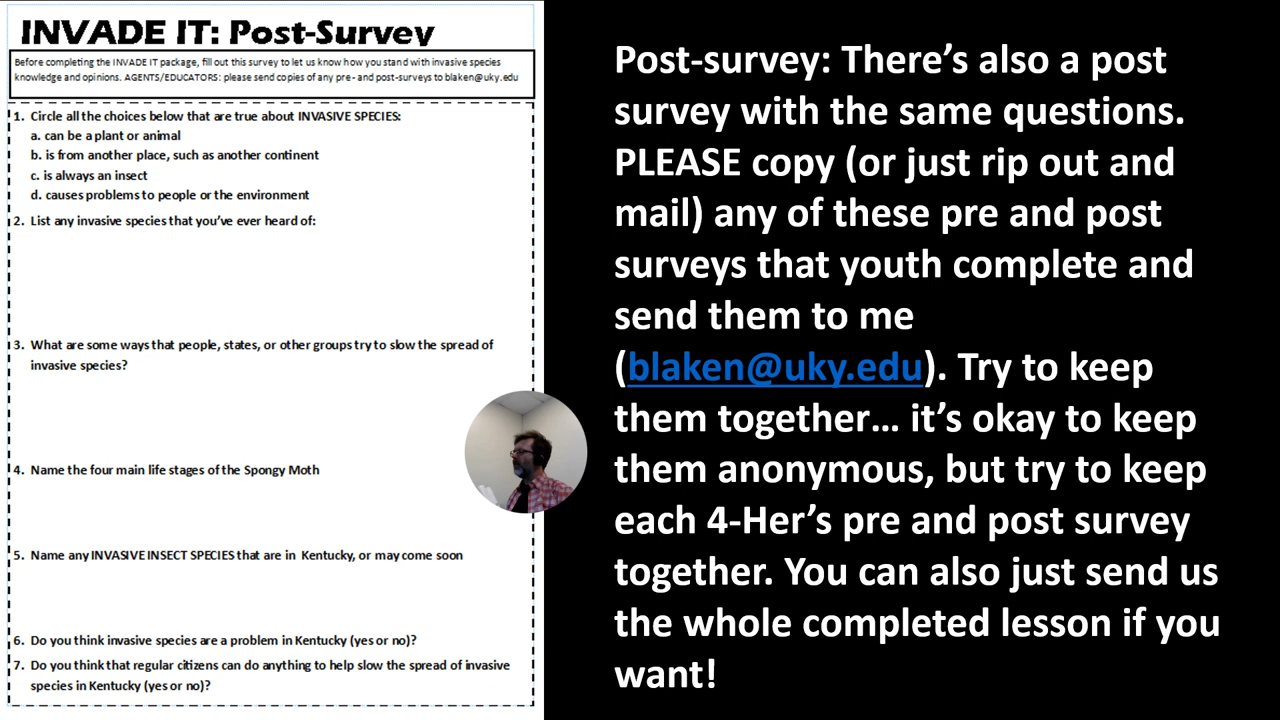 INVADE IT: Post-Survey
Before completing the INVADE IT package, fill out this survey to let us know how you stand with invasive species
knowledge and opinions. AGENTS/EDUCATORS: please send copies of any pre- and post-surveys to blaken@uky.edu
1. Circle all the choices below that are true about INVASIVE SPECIES:
a. can be a plant or animal
b. is from another place, such as another continent
c. is always an insect
d. causes problems to people or the environment
2. List any invasive species that you've ever heard of:
3. What are some ways that people, states, or other groups try to slow the spread of
invasive species?
4. Name the four main life stages of the Spongy Moth
5. Name any INVASIVE INSECT SPECIES that are in Kentucky, or may come soon
6. Do you think invasive species are a problem in Kentucky (yes or no)?
7. Do you think that regular citizens can do anything to help slow the spread of invasive
species in Kentucky (yes or no)?
Post-survey: There's also a post
survey with the same questions.
PLEASE copy (or just rip out and
mail) any of these pre and post
surveys that youth complete and
send them to me
(blaken@uky.edu). Try to keep
them together… it's okay to keep
them anonymous, but try to keep
each 4-Her's pre and post survey
together. You can also just send us
the whole completed lesson if you
want!